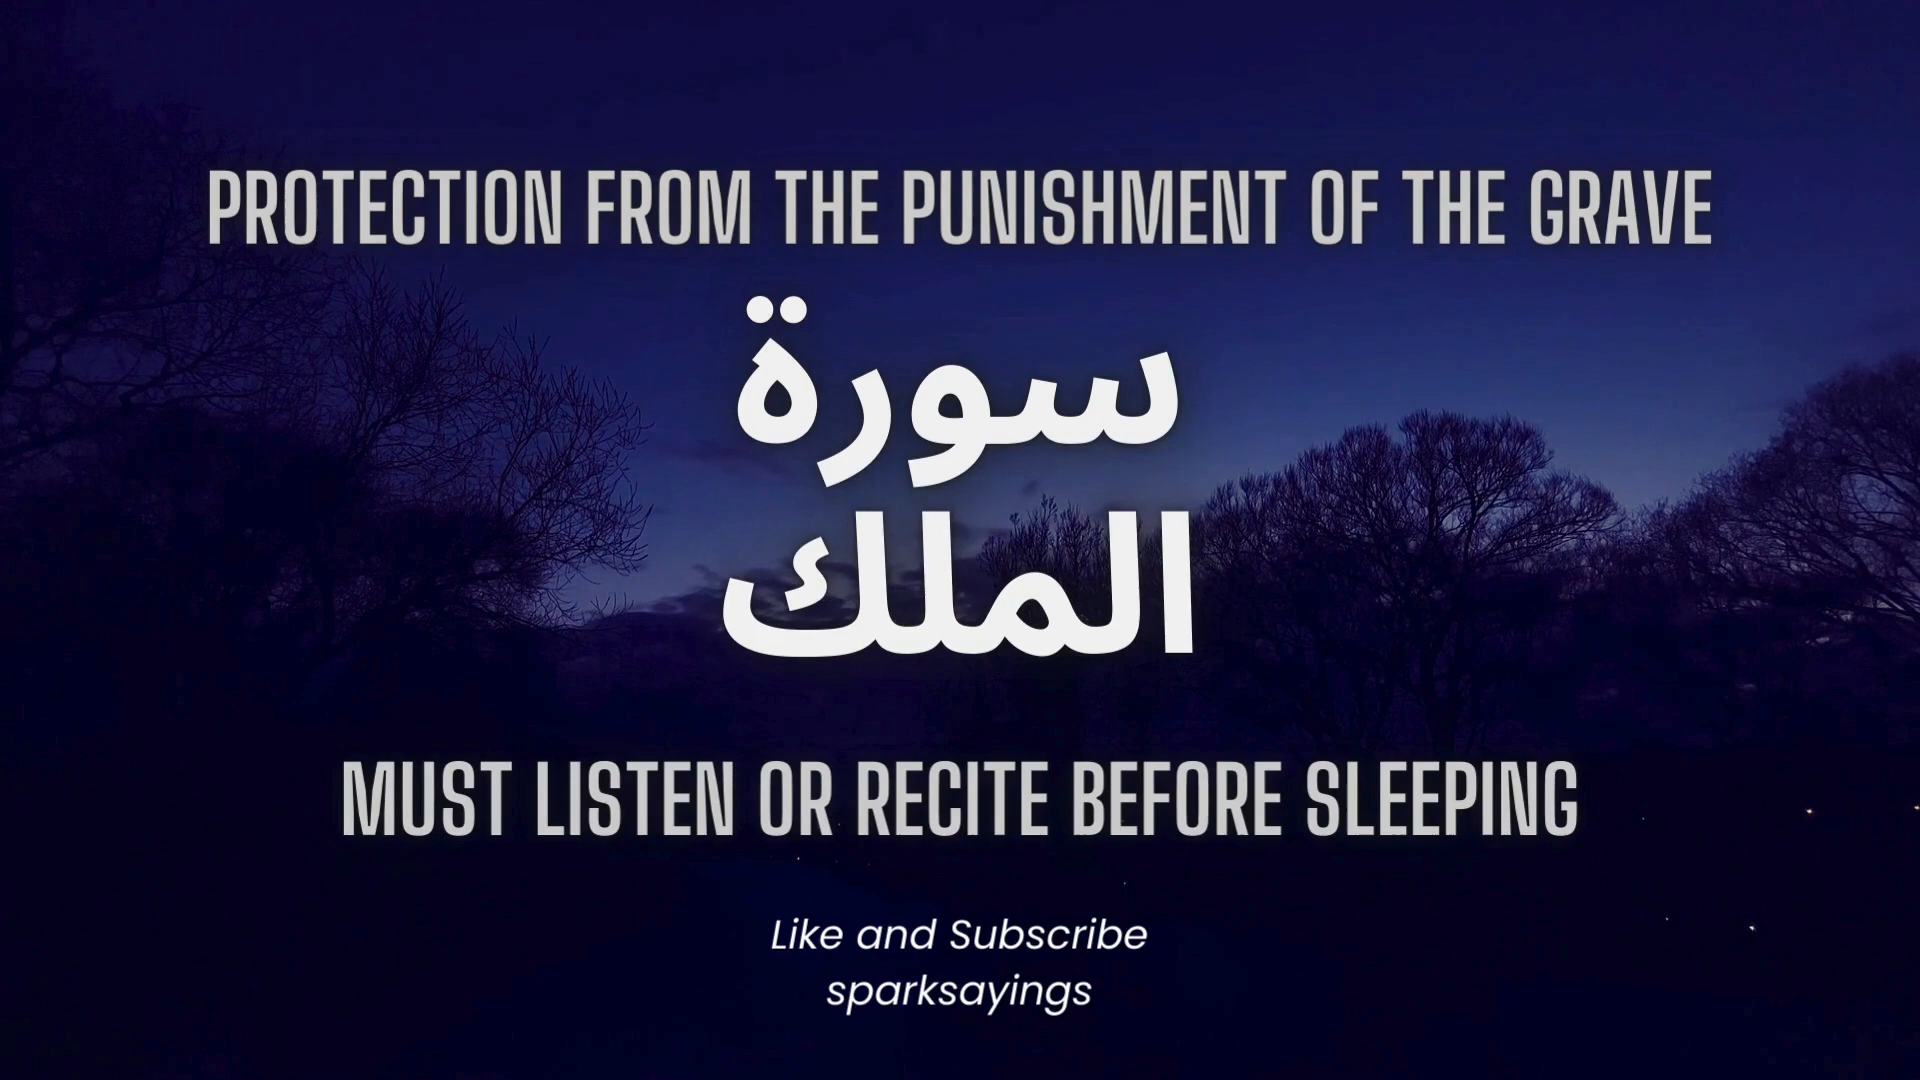 PROTECTION FROM THE PUNISHMENT OF THE GRAVE
سورة
الملك
MUST LISTEN OR RECITE BEFORE SLEEPING
Like and Subscribe
sparksayings